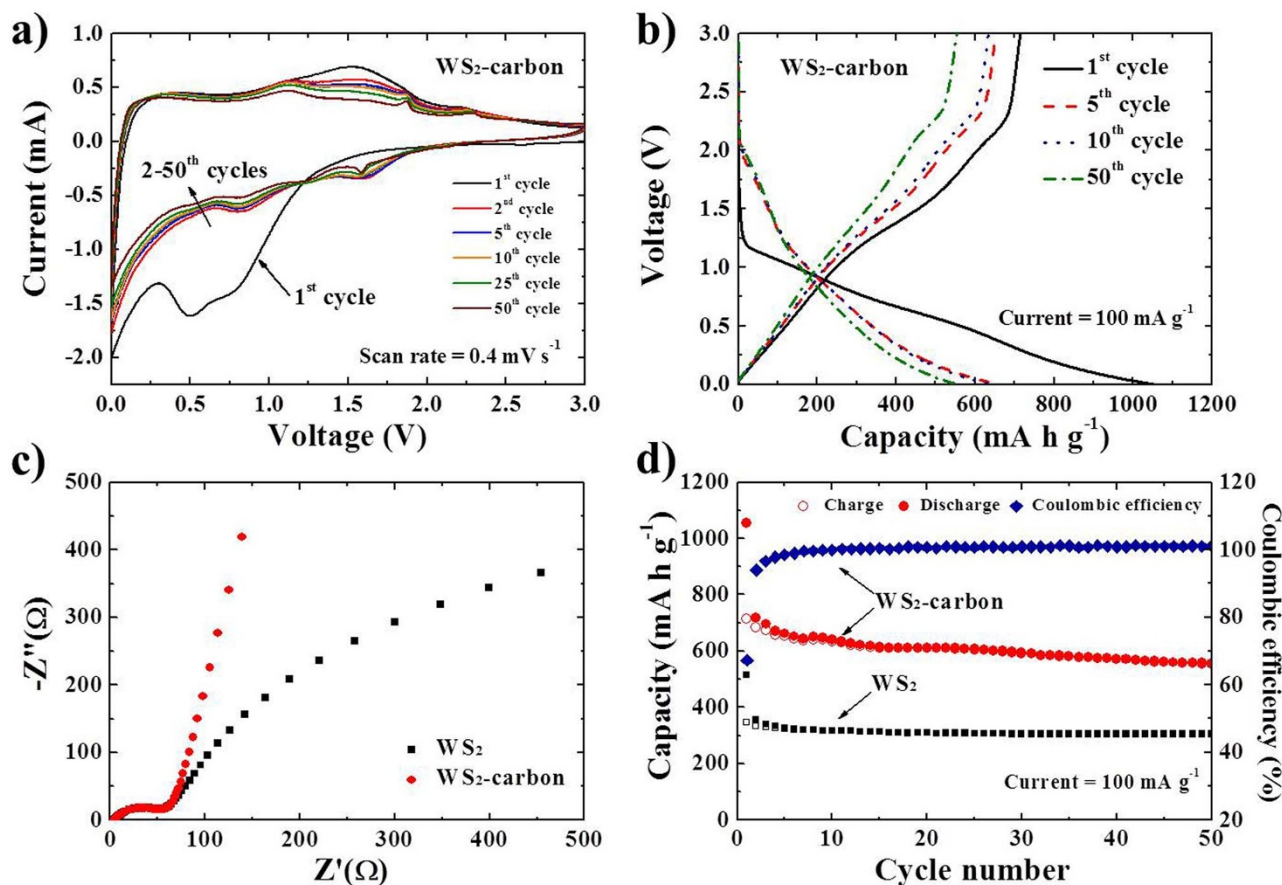 a)
WS₂-carbon
2-50ᵗʰ cycles
1ˢᵗ cycle
2ⁿᵈ cycle
5ᵗʰ cycle
10ᵗʰ cycle
25ᵗʰ cycle
50ᵗʰ cycle
1ˢᵗ cycle
Scan rate = 0.4 mV s⁻¹
1.0
0.5
0.0
-0.5
-1.0
-1.5
-2.0
Current (mA)
0.0 0.5 1.0 1.5 2.0 2.5 3.0
Voltage (V)
b)
WS₂-carbon
1ˢᵗ cycle
5ᵗʰ cycle
10ᵗʰ cycle
50ᵗʰ cycle
Current = 100 mA g⁻¹
3.0
2.5
2.0
1.5
1.0
0.5
0.0
Voltage (V)
0 200 400 600 800 1000 1200
Capacity (mA h g⁻¹)
c)
500
400
300
200
100
0
-Z''(Ω)
WS₂
WS₂-carbon
0 100 200 300 400 500
Z'(Ω)
d)
Charge Discharge Coulombic efficiency
WS₂-carbon
WS₂
Current = 100 mA g⁻¹
1200
1000
800
600
400
200
0
Capacity (mA h g⁻¹)
120
100
80
60
40
20
Coulombic efficiency (%)
0 10 20 30 40 50
Cycle number